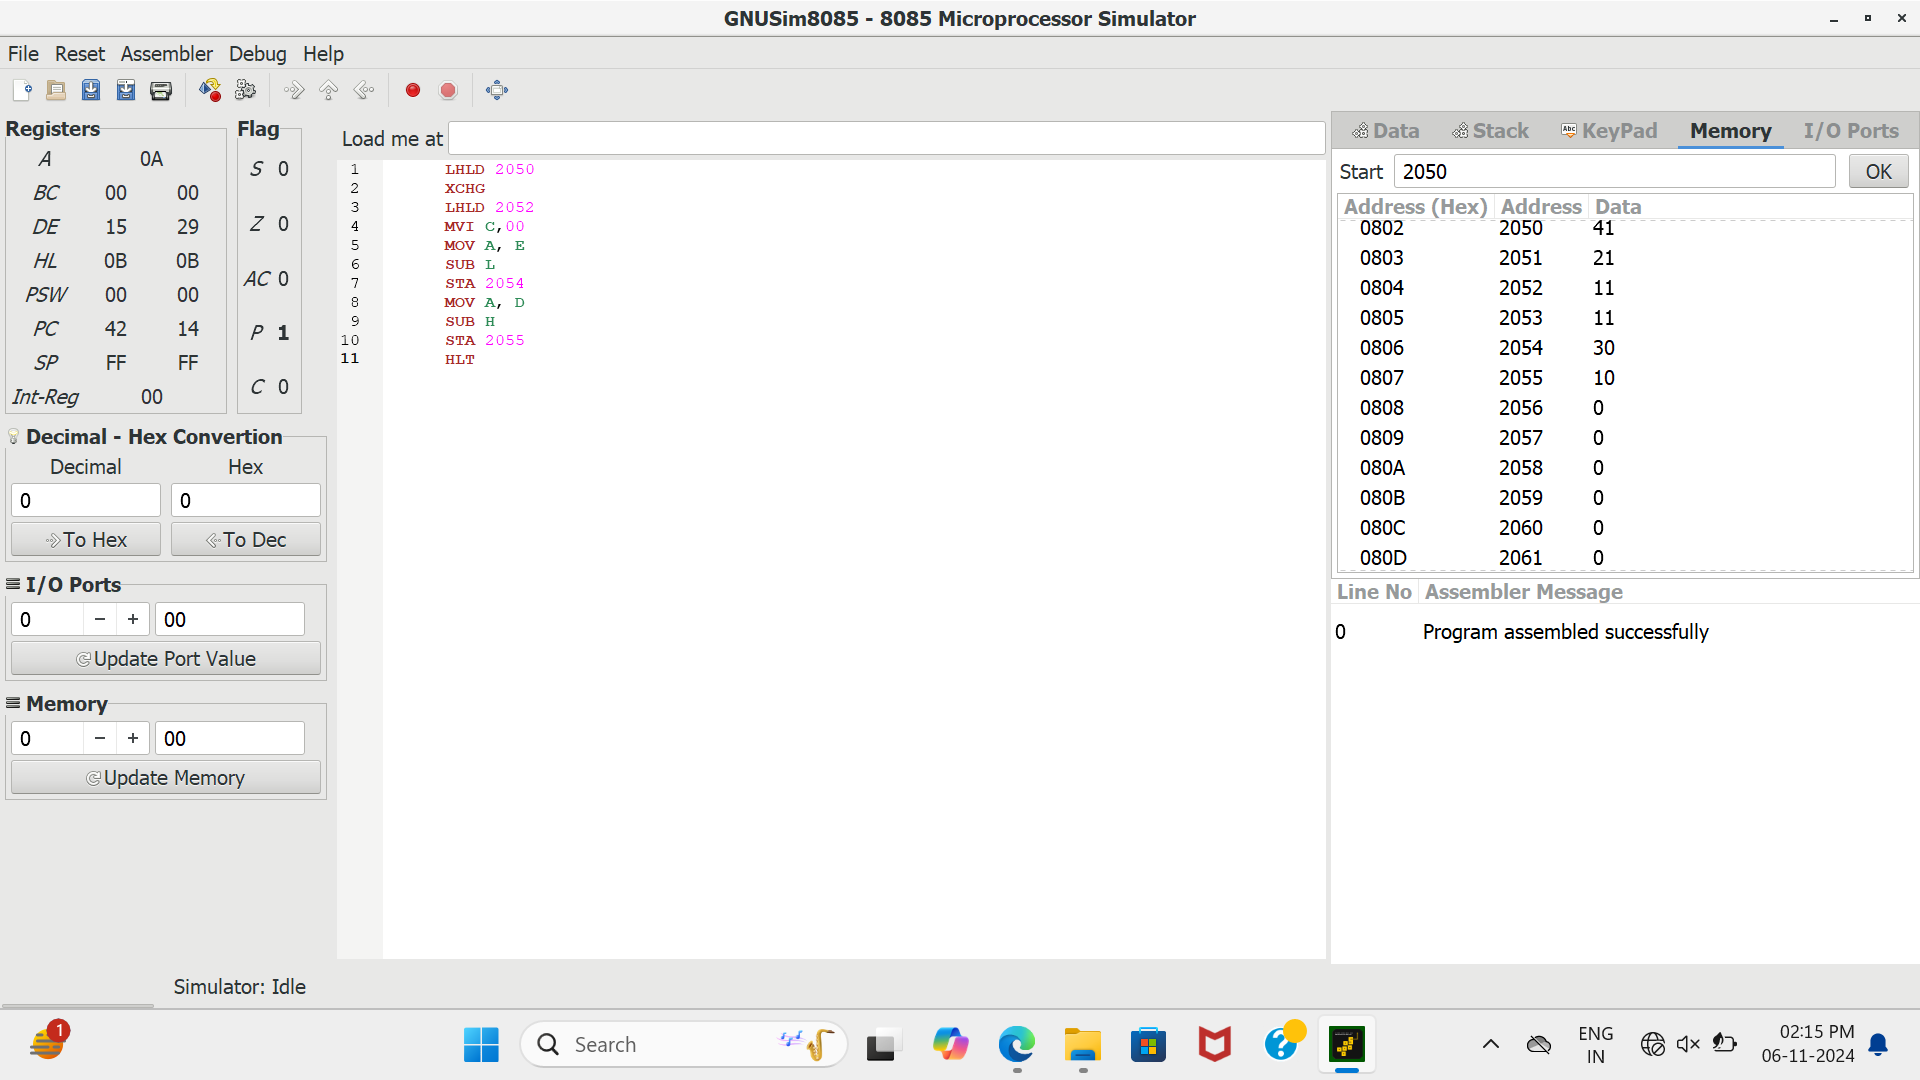 GNUSim8085 - 8085 Microprocessor Simulator
File Reset Assembler Debug Help
Registers
A 0A
BC 00 00
DE 15 29
HL 0B 0B
PSW 00 00
PC 42 14
SP FF FF
Int-Reg 00
Flag
S 0
Z 0
AC 0
P 1
C 0
Decimal - Hex Convertion
Decimal Hex
0 0
To Hex To Dec
I/O Ports
0 − + 00
Update Port Value
Memory
0 − + 00
Update Memory
Simulator: Idle
Load me at
1 LHLD 2050
2 XCHG
3 LHLD 2052
4 MVI C,00
5 MOV A, E
6 SUB L
7 STA 2054
8 MOV A, D
9 SUB H
10 STA 2055
11 HLT
Data Stack KeyPad Memory I/O Ports
Start 2050 OK
Address (Hex) Address Data
0802 2050 41
0803 2051 21
0804 2052 11
0805 2053 11
0806 2054 30
0807 2055 10
0808 2056 0
0809 2057 0
080A 2058 0
080B 2059 0
080C 2060 0
080D 2061 0
Line No Assembler Message
0 Program assembled successfully
1
Search
ENG
IN
02:15 PM
06-11-2024